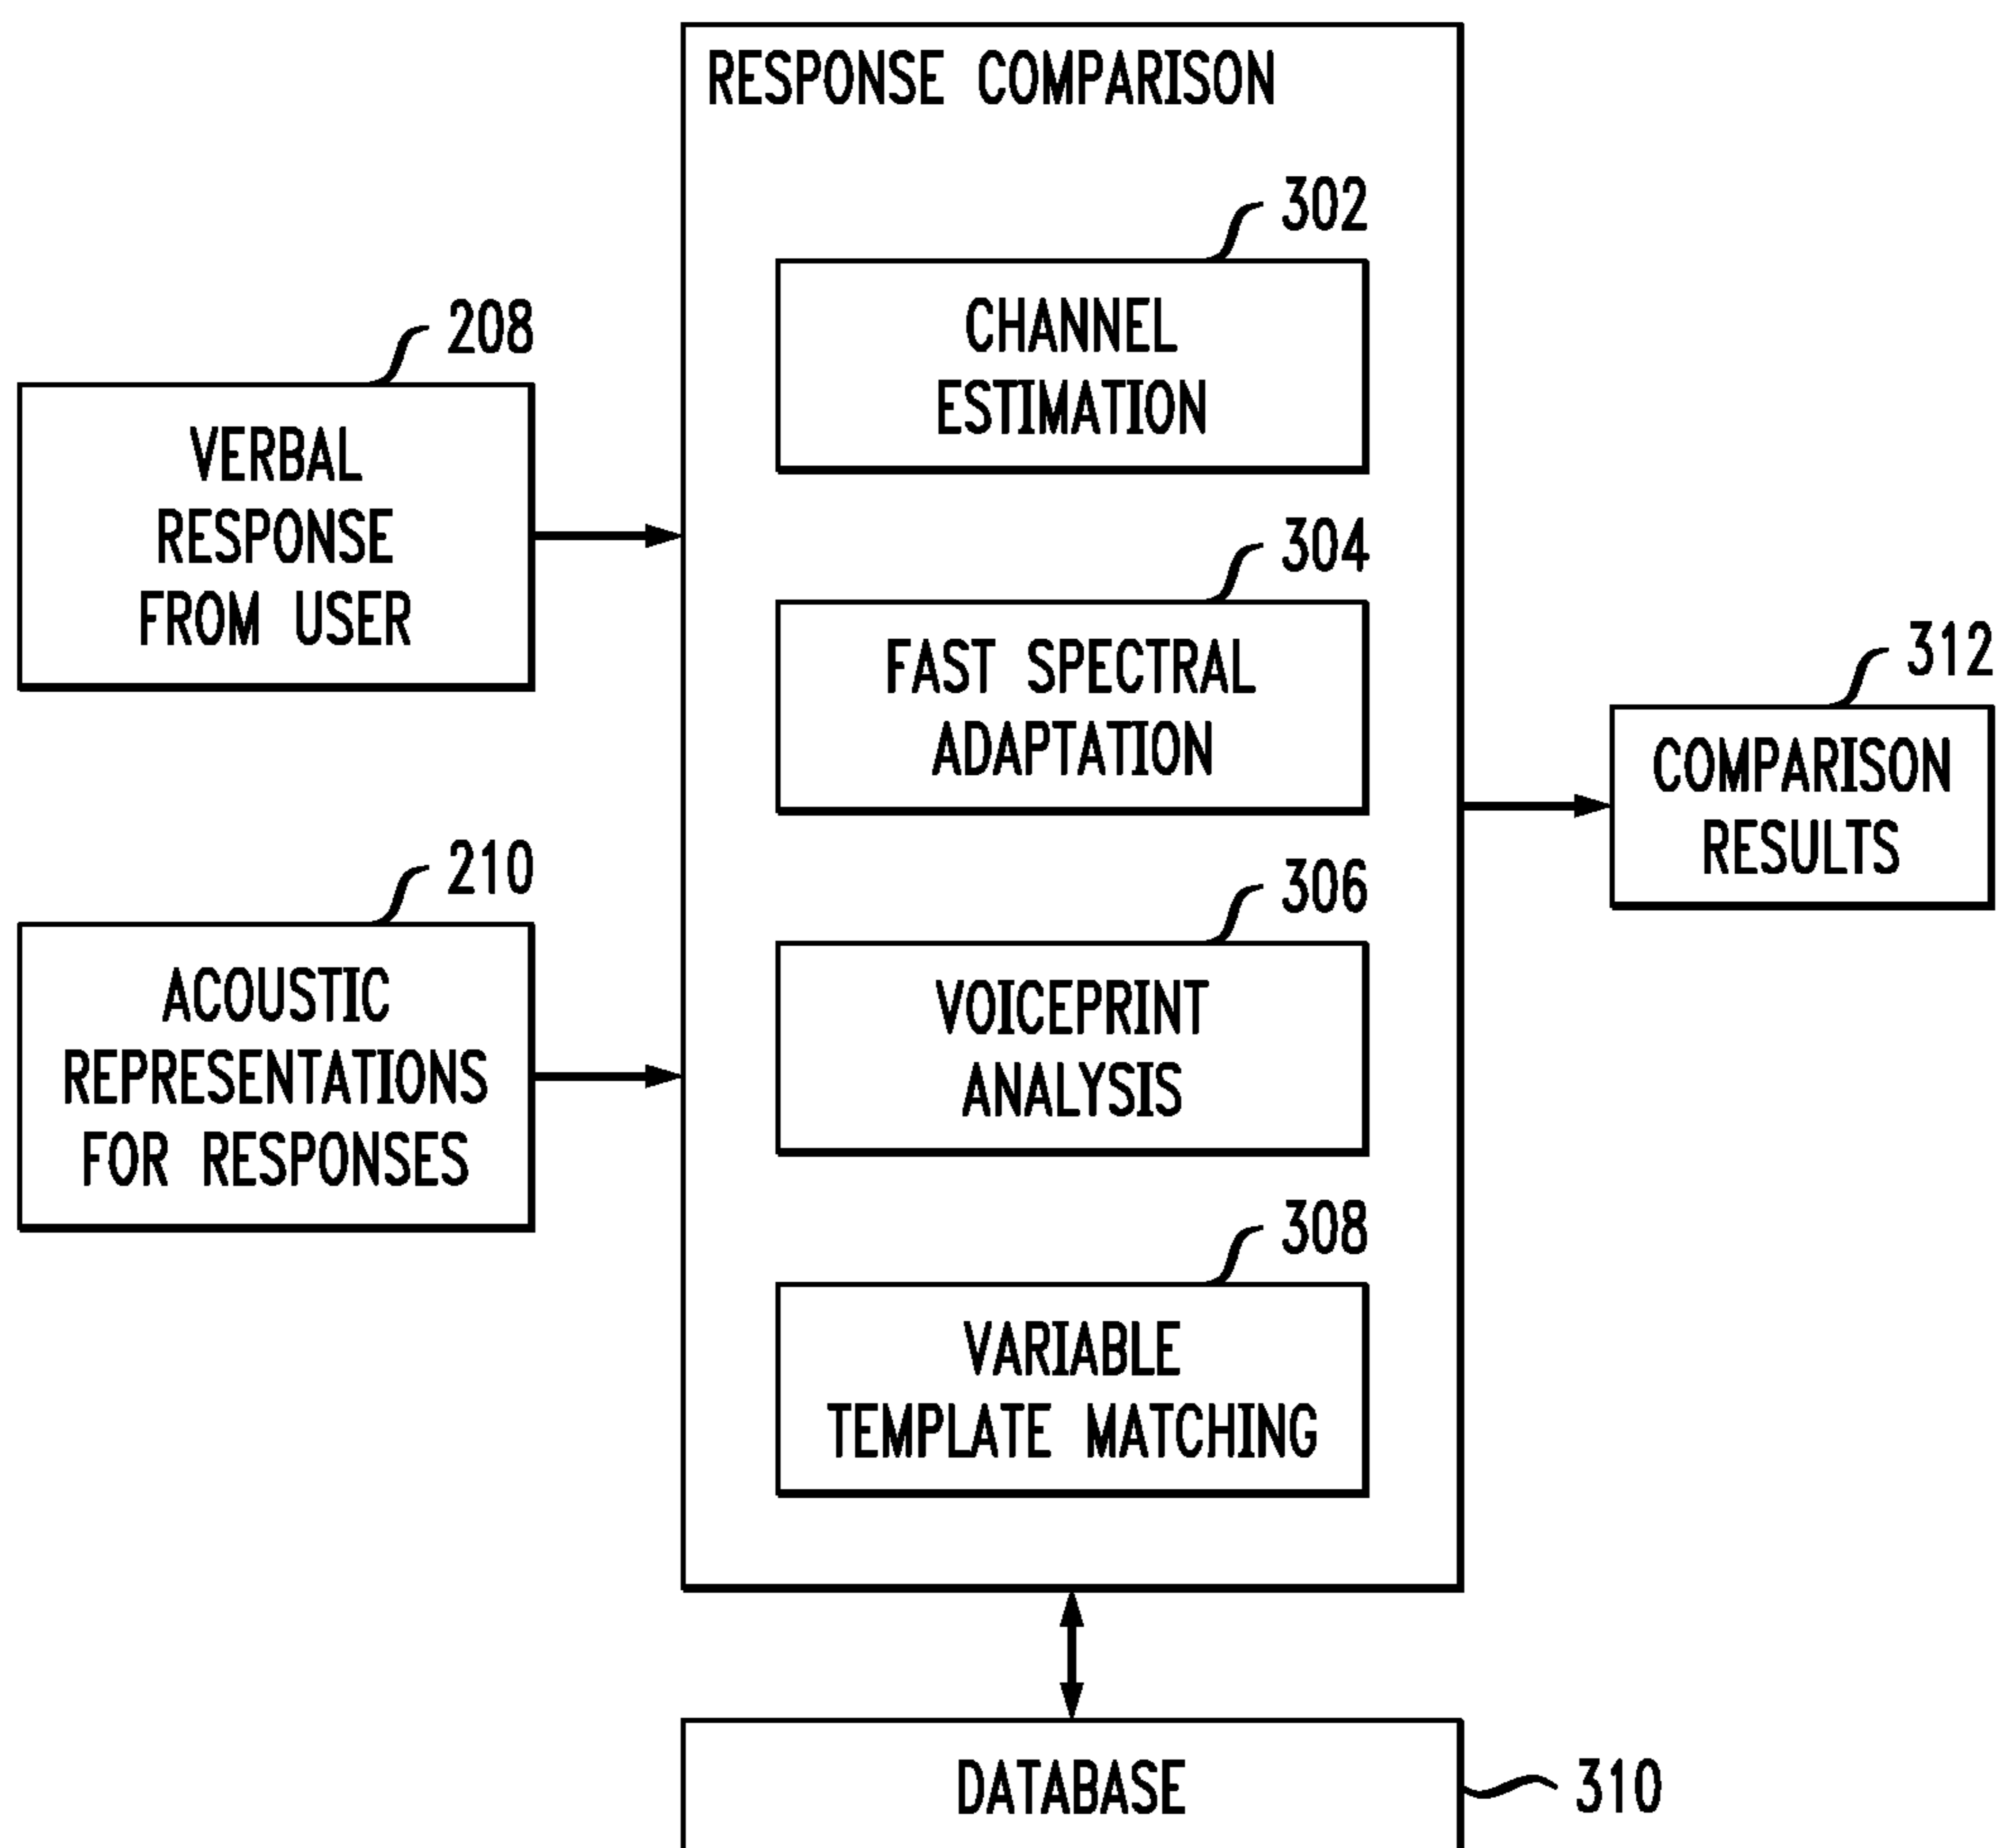 RESPONSE COMPARISON
302
CHANNEL
ESTIMATION
208
VERBAL
RESPONSE
FROM USER
304
FAST SPECTRAL
ADAPTATION
312
COMPARISON
RESULTS
210
ACOUSTIC
REPRESENTATIONS
FOR RESPONSES
306
VOICEPRINT
ANALYSIS
308
VARIABLE
TEMPLATE MATCHING
DATABASE
310